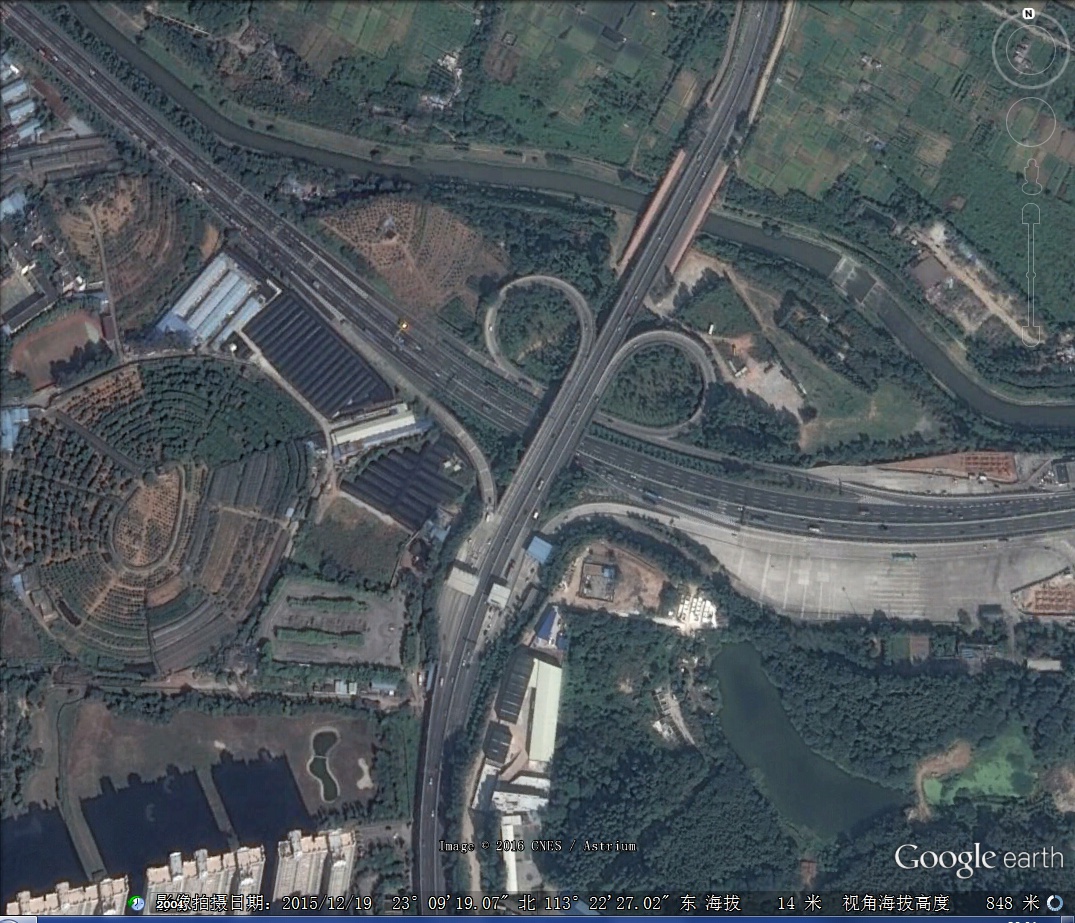 N
Image © 2016 CNES / Astrium
Google earth
2004 影像拍摄日期: 2015/12/19 23° 09'19.07" 北 113° 22'27.02" 东 海拔 14 米 视角海拔高度 848 米